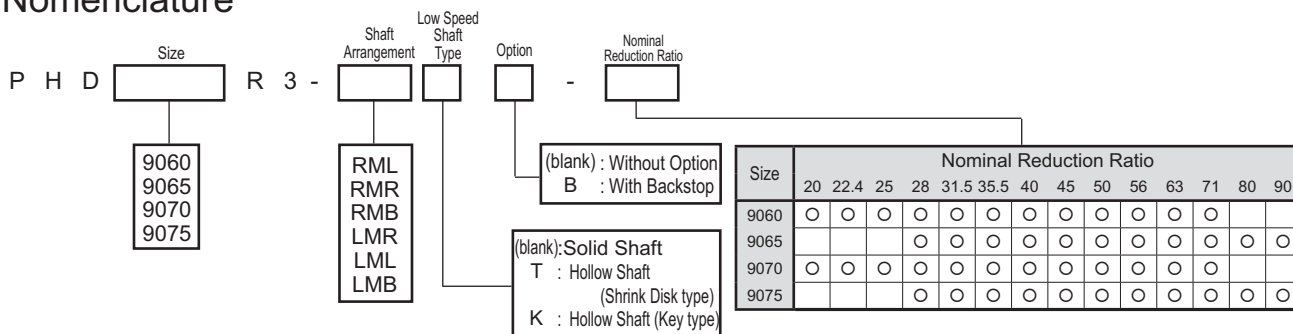 Nomenclature
Size
Shaft
Arrangement
Low Speed
Shaft
Type
Option
Nominal
Reduction Ratio
P H D R 3 - -
9060
9065
9070
9075
RML
RMR
RMB
LMR
LML
LMB
(blank) : Without Option
B : With Backstop
(blank):Solid Shaft
T : Hollow Shaft
(Shrink Disk type)
K : Hollow Shaft (Key type)
Size Nominal Reduction Ratio
20 22.4 25 28 31.5 35.5 40 45 50 56 63 71 80 90
9060 O O O O O O O O O O O O
9065 O O O O O O O O O O O
9070 O O O O O O O O O O O O
9075 O O O O O O O O O O O